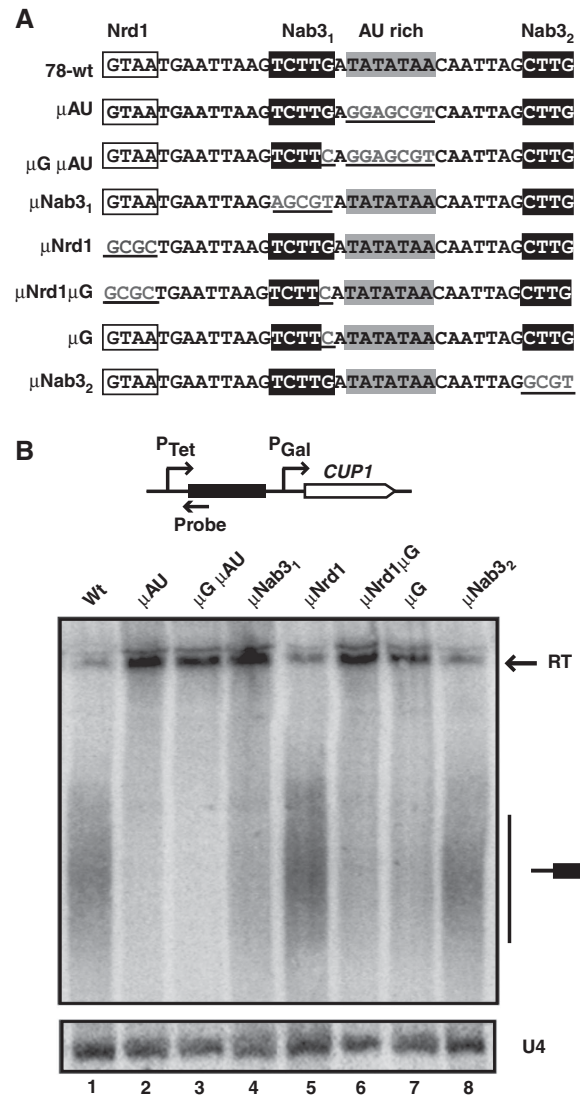 A
Nrd1 Nab3₁ AU rich Nab3₂
78-wt GTAATGAATTAAGTCTTGATATATAACAATTAGCTTG
μAU GTAATGAATTAAGTCTTGAGGAGCGTCAATTAGCTTG
μG μAU GTAATGAATTAAGTCTTCAGGAGCGTCAATTAGCTTG
μNab3₁ GTAATGAATTAAGAGCGTATATATAACAATTAGCTTG
μNrd1 GCGCTGAATTAAGTCTTGATATATAACAATTAGCTTG
μNrd1μG GCGCTGAATTAAGTCTTCATATATAACAATTAGCTTG
μG GTAATGAATTAAGTCTTCATATATAACAATTAGCTTG
μNab3₂ GTAATGAATTAAGTCTTGATATATAACAATTAGGCGT
B
PTet PGal
CUP1
Probe
Wt μAU μG μAU μNab3₁ μNrd1 μNrd1μG μG μNab3₂
RT
U4
1 2 3 4 5 6 7 8